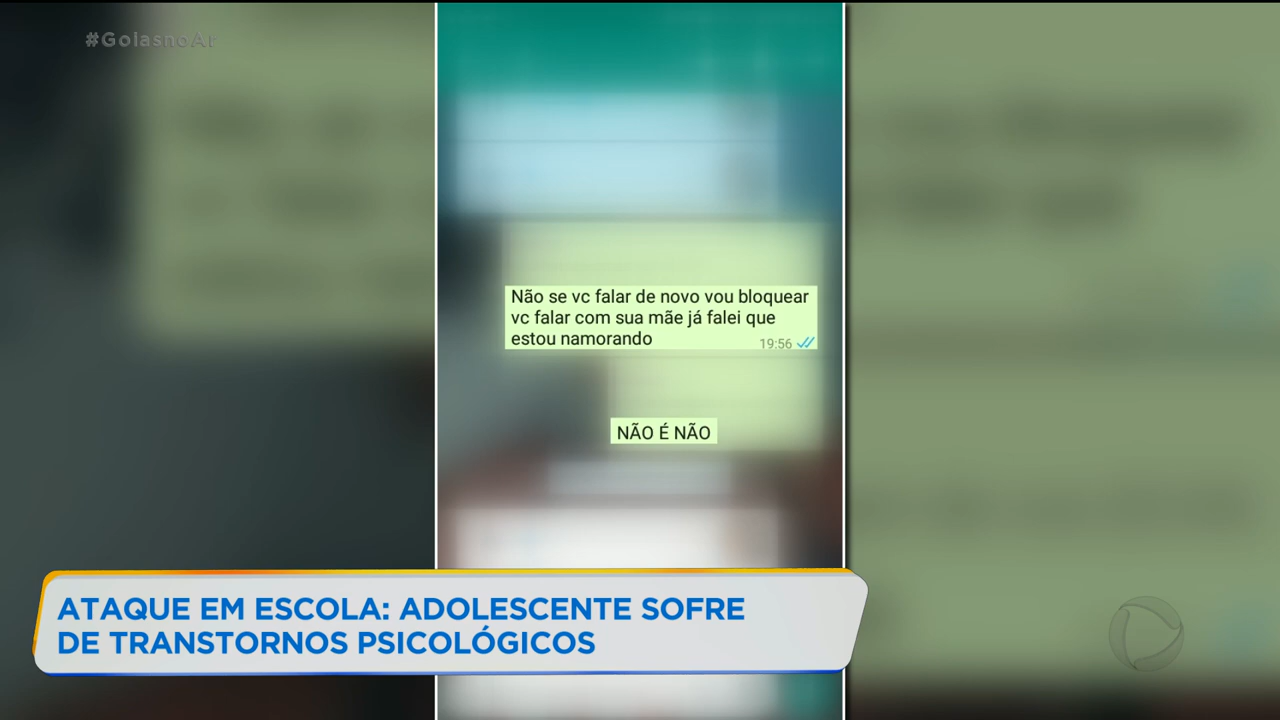 #GoiasnoAr
Não se vc falar de novo vou bloquear
vc falar com sua mãe já falei que
estou namorando
19:56
NÃO É NÃO
ATAQUE EM ESCOLA: ADOLESCENTE SOFRE
DE TRANSTORNOS PSICOLÓGICOS